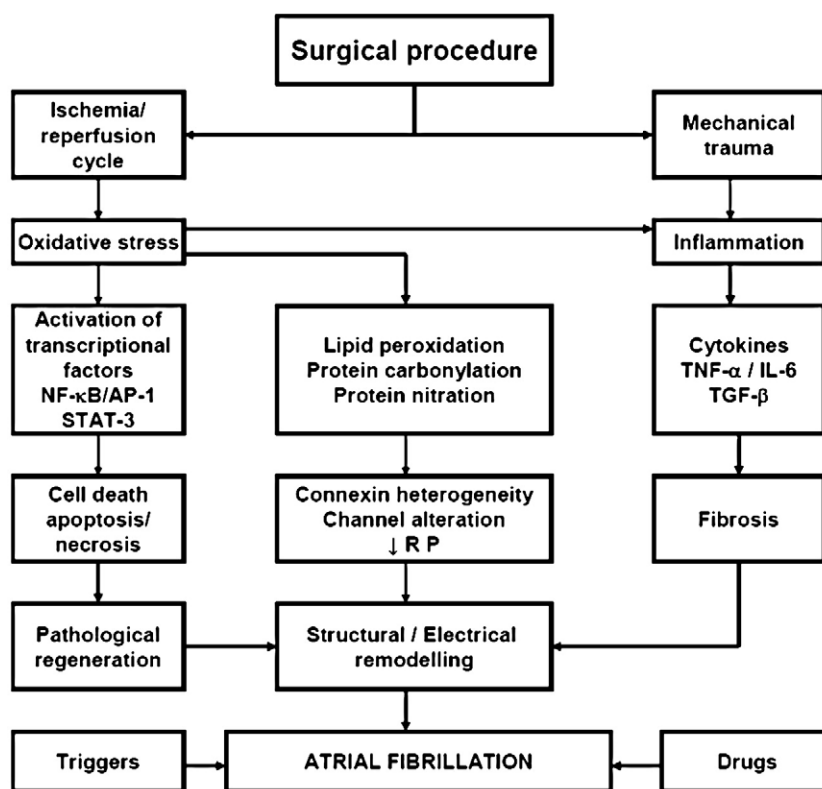 Surgical procedure
Ischemia/
reperfusion
cycle
Mechanical
trauma
Oxidative stress
Inflammation
Activation of
transcriptional
factors
NF-κB/AP-1
STAT-3
Lipid peroxidation
Protein carbonylation
Protein nitration
Cytokines
TNF-α / IL-6
TGF-β
Cell death
apoptosis/
necrosis
Connexin heterogeneity
Channel alteration
↓ R P
Fibrosis
Pathological
regeneration
Structural / Electrical
remodelling
Triggers
ATRIAL FIBRILLATION
Drugs